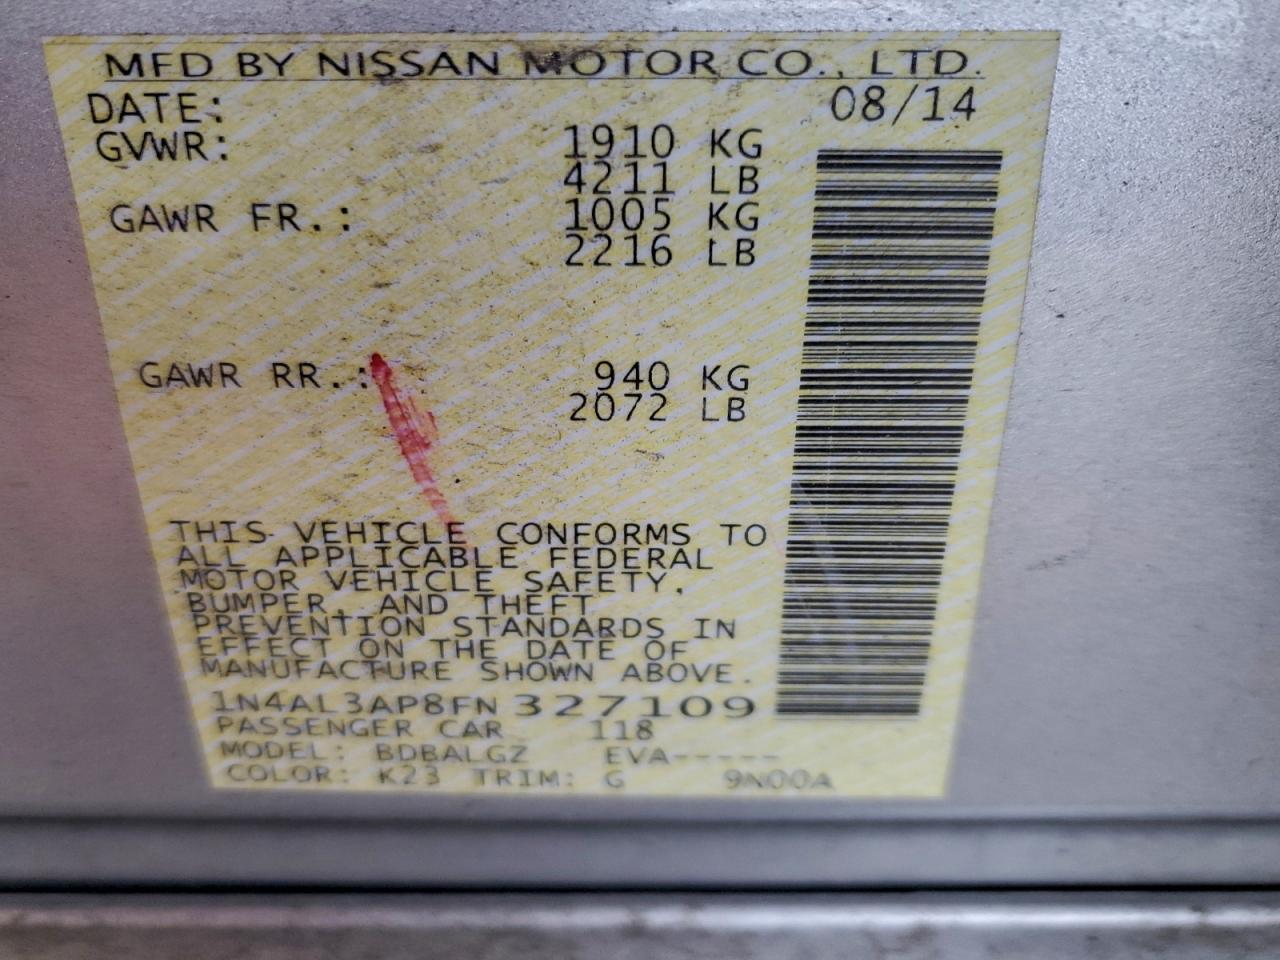 MFD BY NISSAN MOTOR CO., LTD.
DATE: 08/14
GVWR: 1910 KG
4211 LB
GAWR FR.: 1005 KG
2216 LB
GAWR RR.: 940 KG
2072 LB
THIS VEHICLE CONFORMS TO
ALL APPLICABLE FEDERAL
MOTOR VEHICLE SAFETY,
BUMPER, AND THEFT
PREVENTION STANDARDS IN
EFFECT ON THE DATE OF
MANUFACTURE SHOWN ABOVE.
1N4AL3AP8FN327109
PASSENGER CAR 118
MODEL: BDBALGZ EVA-----
COLOR: K23 TRIM: G 9N00A